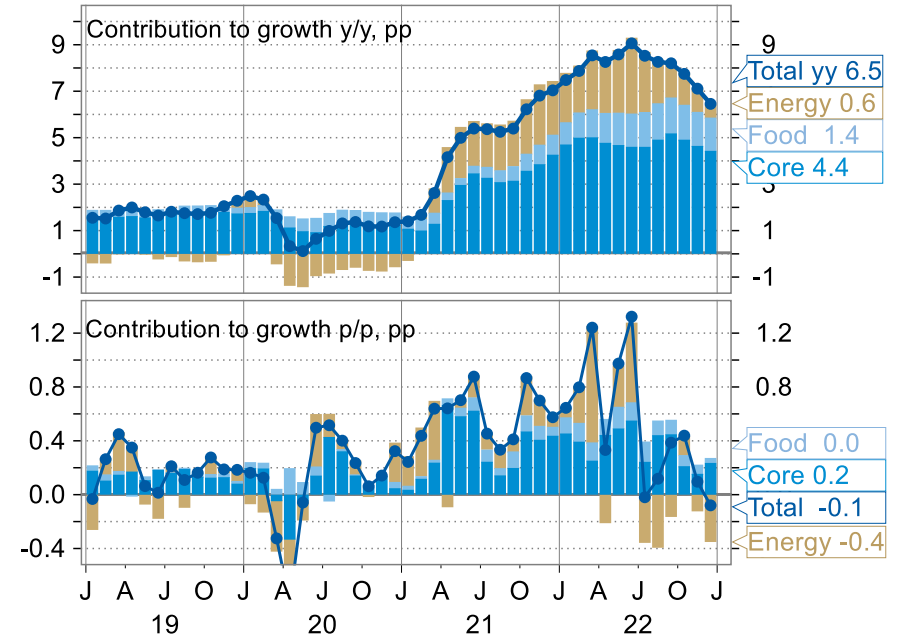 Contribution to growth y/y, pp
9
7
5
3
1
-1
9
3
1
-1
Total yy 6.5
Energy 0.6
Food 1.4
Core 4.4
Contribution to growth p/p, pp
1.2
0.8
0.4
0.0
-0.4
1.2
0.8
Food 0.0
Core 0.2
Total -0.1
Energy -0.4
J A J O J A J O J A J O J A J O J
19 20 21 22